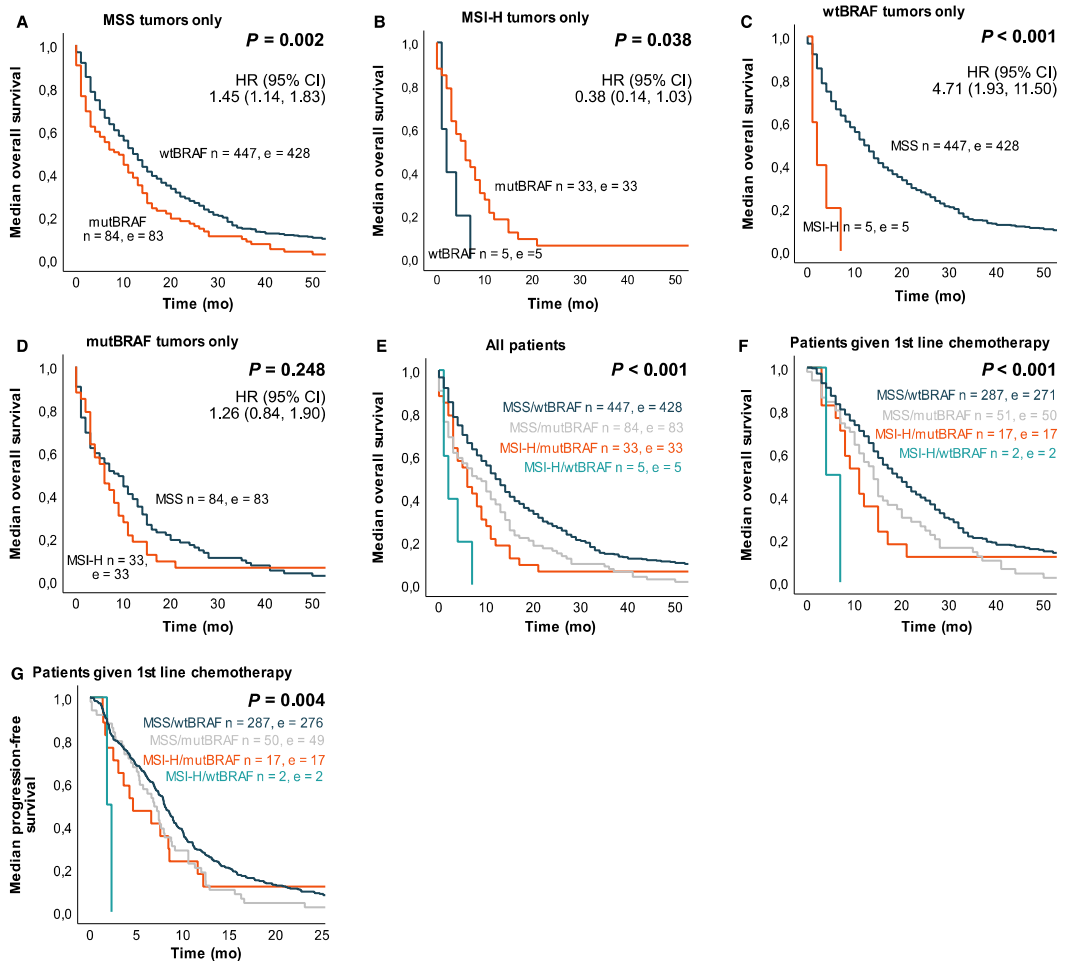 A
MSS tumors only
P = 0.002
HR (95% CI)
1.45 (1.14, 1.83)
wtBRAF n = 447, e = 428
mutBRAF
n = 84, e = 83
Median overall survival
1,0
0,8
0,6
0,4
0,2
0,0
0 10 20 30 40 50
Time (mo)
B
MSI-H tumors only
P = 0.038
HR (95% CI)
0.38 (0.14, 1.03)
mutBRAF n = 33, e = 33
wtBRAF n = 5, e =5
Median overall survival
1,0
0,8
0,6
0,4
0,2
0,0
0 10 20 30 40 50
Time (mo)
C
wtBRAF tumors only
P < 0.001
HR (95% CI)
4.71 (1.93, 11.50)
MSS n = 447, e = 428
MSI-H n = 5, e = 5
Median overall survival
1,0
0,8
0,6
0,4
0,2
0,0
0 10 20 30 40 50
Time (mo)
D
mutBRAF tumors only
P = 0.248
HR (95% CI)
1.26 (0.84, 1.90)
MSS n = 84, e = 83
MSI-H n = 33,
e = 33
Median overall survival
1,0
0,8
0,6
0,4
0,2
0,0
0 10 20 30 40 50
Time (mo)
E
All patients
P < 0.001
MSS/wtBRAF n = 447, e = 428
MSS/mutBRAF n = 84, e = 83
MSI-H/mutBRAF n = 33, e = 33
MSI-H/wtBRAF n = 5, e = 5
Median overall survival
1,0
0,8
0,6
0,4
0,2
0,0
0 10 20 30 40 50
Time (mo)
F
Patients given 1st line chemotherapy
P < 0.001
MSS/wtBRAF n = 287, e = 271
MSS/mutBRAF n = 51, e = 50
MSI-H/mutBRAF n = 17, e = 17
MSI-H/wtBRAF n = 2, e = 2
Median overall survival
1,0
0,8
0,6
0,4
0,2
0,0
0 10 20 30 40 50
Time (mo)
G
Patients given 1st line chemotherapy
P = 0.004
MSS/wtBRAF n = 287, e = 276
MSS/mutBRAF n = 50, e = 49
MSI-H/mutBRAF n = 17, e = 17
MSI-H/wtBRAF n = 2, e = 2
Median progression-free
survival
1,0
0,8
0,6
0,4
0,2
0,0
0 5 10 15 20 25
Time (mo)